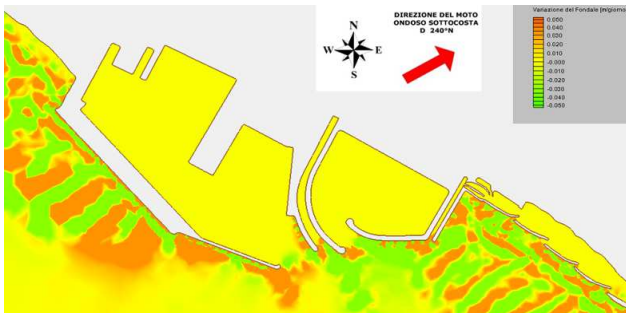 Variazione del Fondale [m/giorno]
DIREZIONE DEL MOTO
ONDOSO SOTTOCOSTA
D 240°N
N
W E
S
0.050
0.040
0.030
0.020
0.010
-0.000
-0.010
-0.020
-0.030
-0.040
-0.050